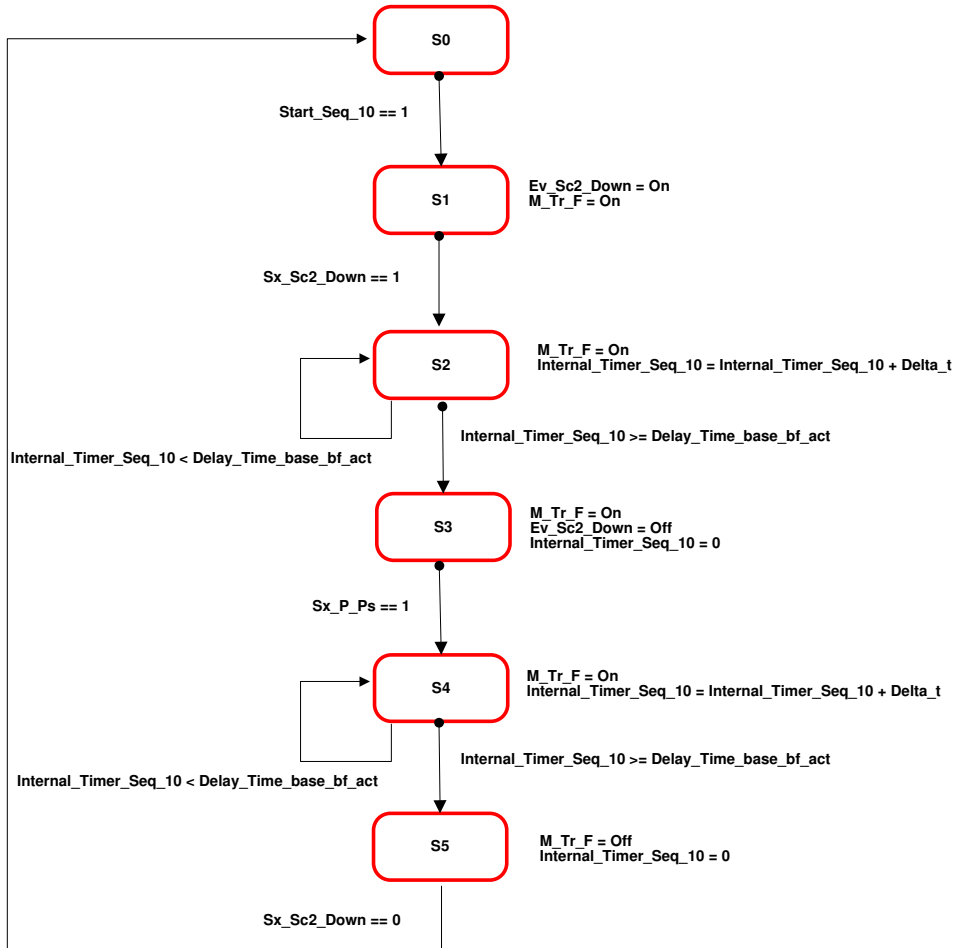 S0
Start_Seq_10 == 1
S1
Ev_Sc2_Down = On
M_Tr_F = On
Sx_Sc2_Down == 1
S2
M_Tr_F = On
Internal_Timer_Seq_10 = Internal_Timer_Seq_10 + Delta_t
Internal_Timer_Seq_10 >= Delay_Time_base_bf_act
Internal_Timer_Seq_10 < Delay_Time_base_bf_act
S3
M_Tr_F = On
Ev_Sc2_Down = Off
Internal_Timer_Seq_10 = 0
Sx_P_Ps == 1
S4
M_Tr_F = On
Internal_Timer_Seq_10 = Internal_Timer_Seq_10 + Delta_t
Internal_Timer_Seq_10 >= Delay_Time_base_bf_act
Internal_Timer_Seq_10 < Delay_Time_base_bf_act
S5
M_Tr_F = Off
Internal_Timer_Seq_10 = 0
Sx_Sc2_Down == 0